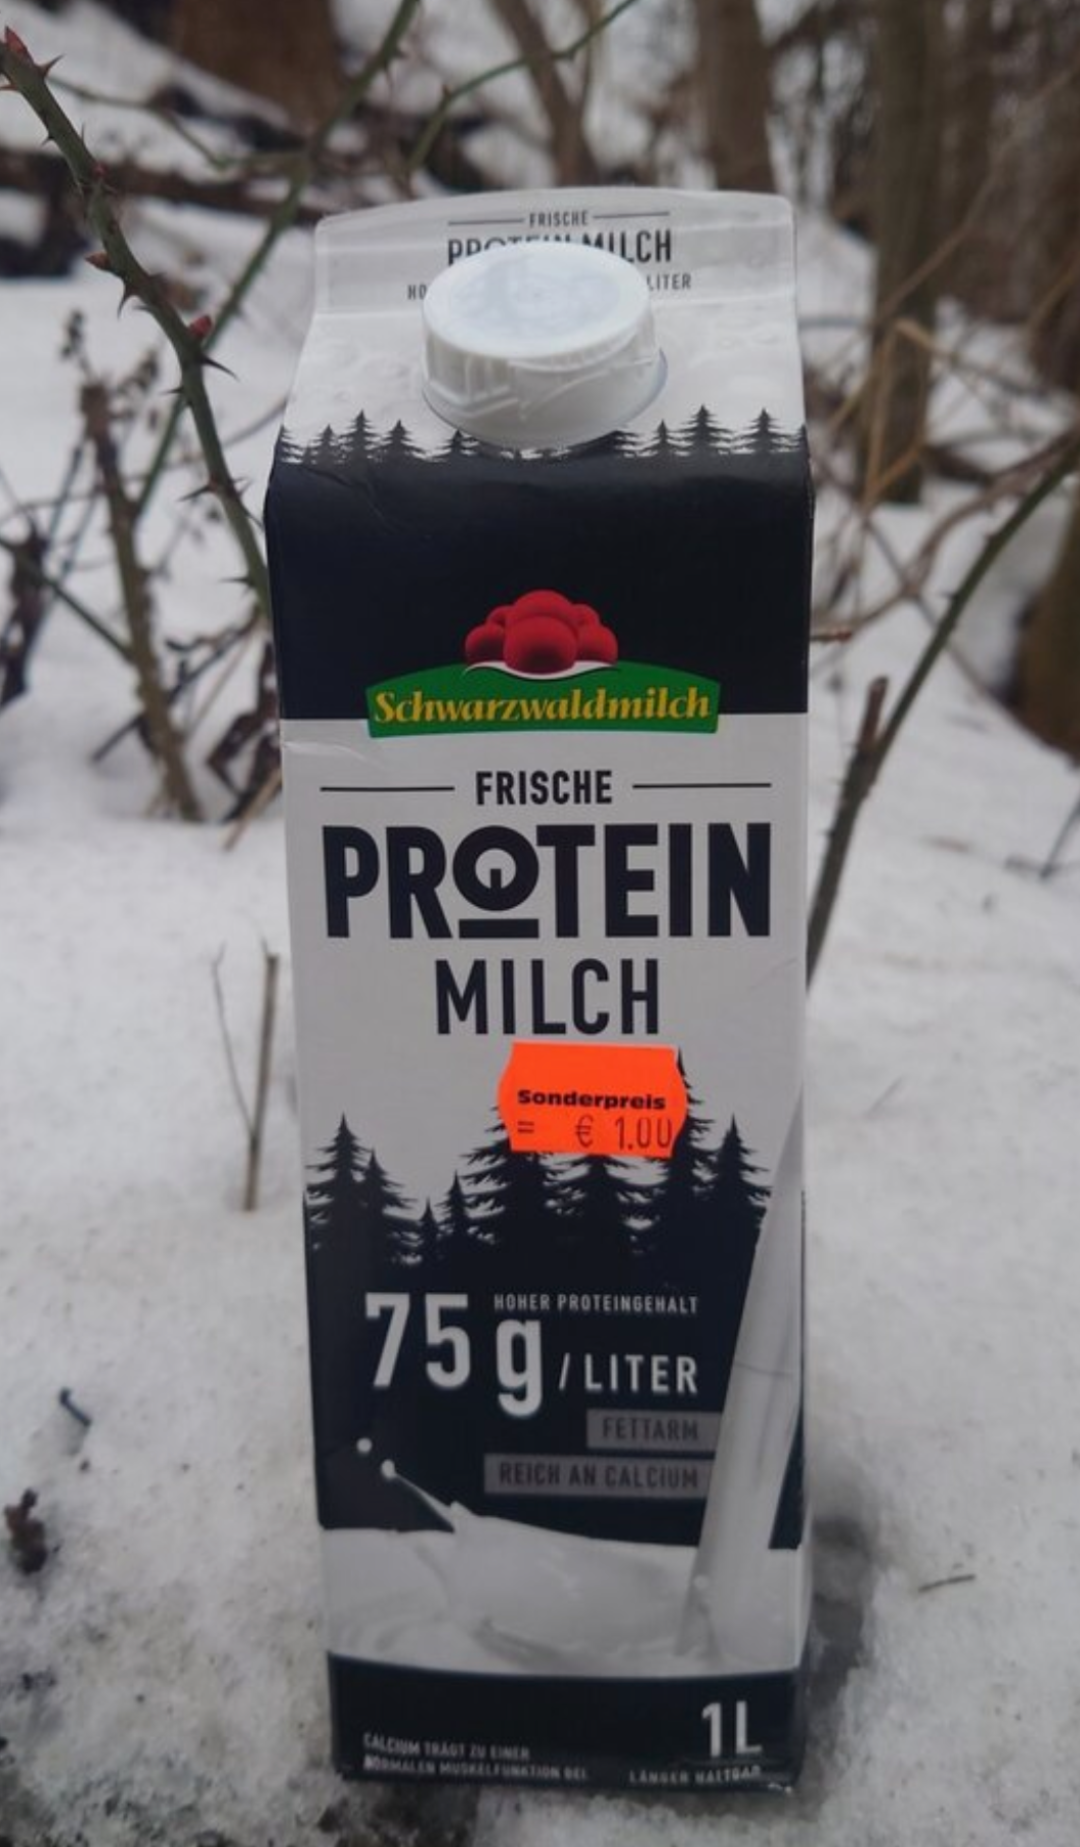 FRISCHE
PROTEIN MILCH
LITER
Schwarzwaldmilch
FRISCHE
PROTEIN
MILCH
Sonderpreis
= € 1.00
HOHER PROTEINGEHALT
75 g / LITER
FETTARM
REICH AN CALCIUM
1L
CALCIUM TRÄGT ZU EINER
NORMALEN MUSKELFUNKTION BEI.
LÄNGER HALTBAR